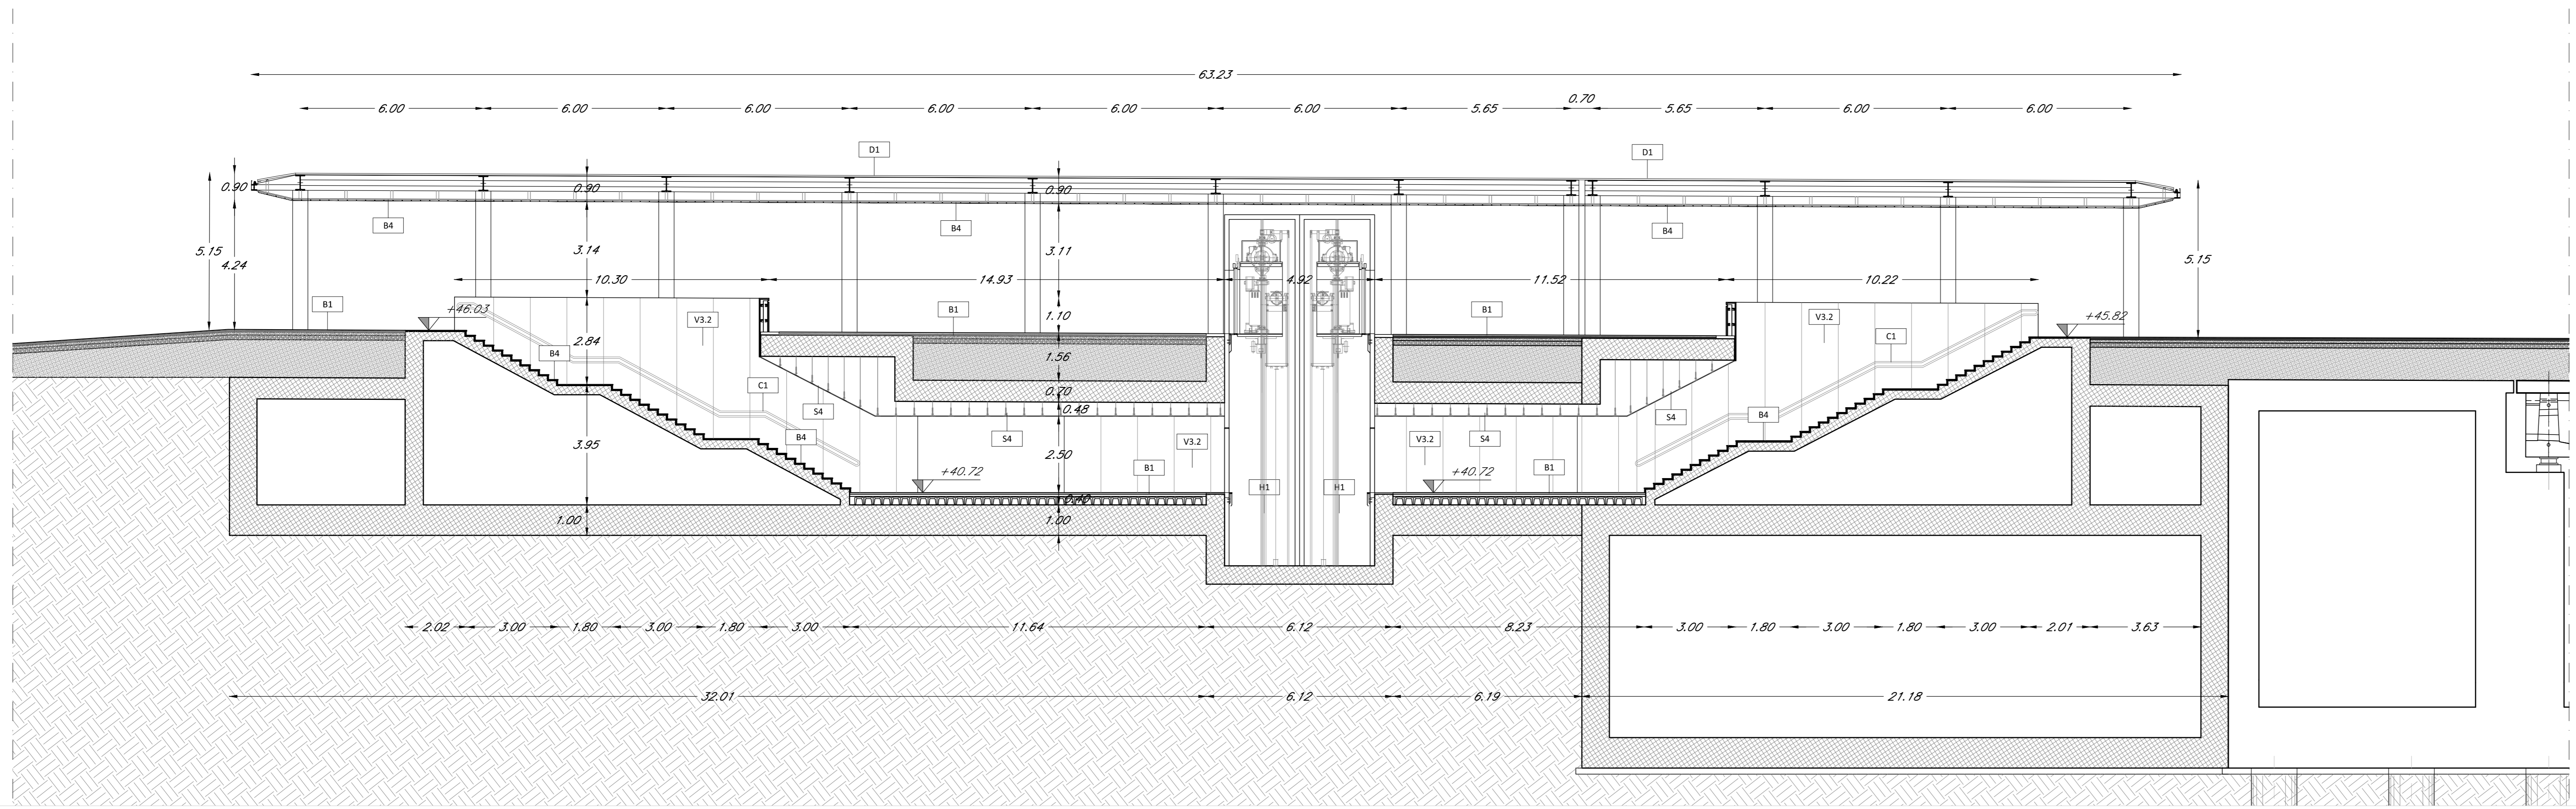 63.23
6.00 6.00 6.00 6.00 6.00 6.00 5.65 0.70 5.65 6.00 6.00
D1 D1
0.90 0.90 0.90
B4 B4 B4
5.15 4.24 3.14 3.11 5.15
10.30 14.93 4.92 11.52 10.22
B1 +46.03 V3.2 B1 1.10 B1 V3.2 C1 +45.82
2.84 B4 1.56
C1 0.70
S4 0.48 S4
B4 S4 V3.2 V3.2 S4 B4
3.95 2.50
+40.72 B1 +40.72 B1
0.40 H1 H1
1.00 1.00
2.02 3.00 1.80 3.00 1.80 3.00 11.64 6.12 8.23 3.00 1.80 3.00 1.80 3.00 2.01 3.63
32.01 6.12 6.19 21.18